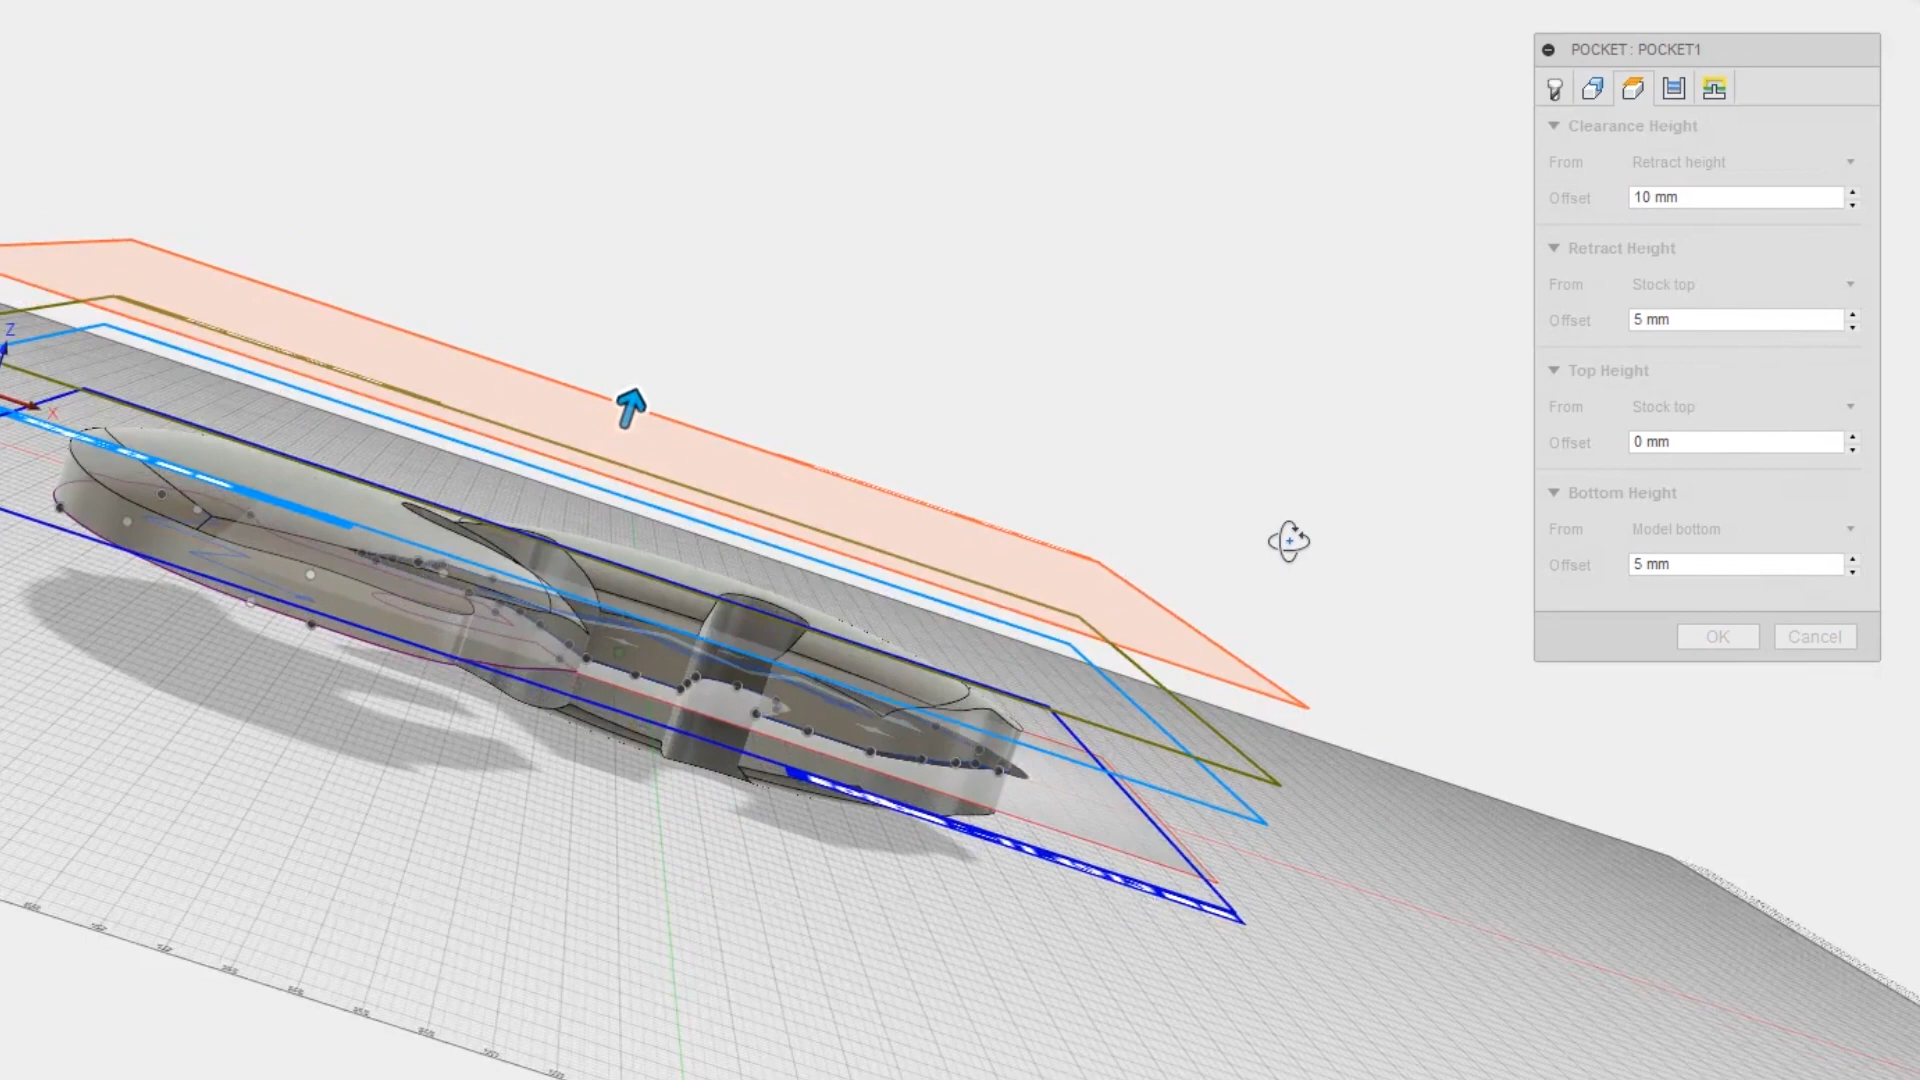 POCKET : POCKET1
Clearance Height
From Retract height
Offset 10 mm
Retract Height
From Stock top
Offset 5 mm
Top Height
From Stock top
Offset 0 mm
Bottom Height
From Model bottom
Offset 5 mm
OK Cancel
Z
X